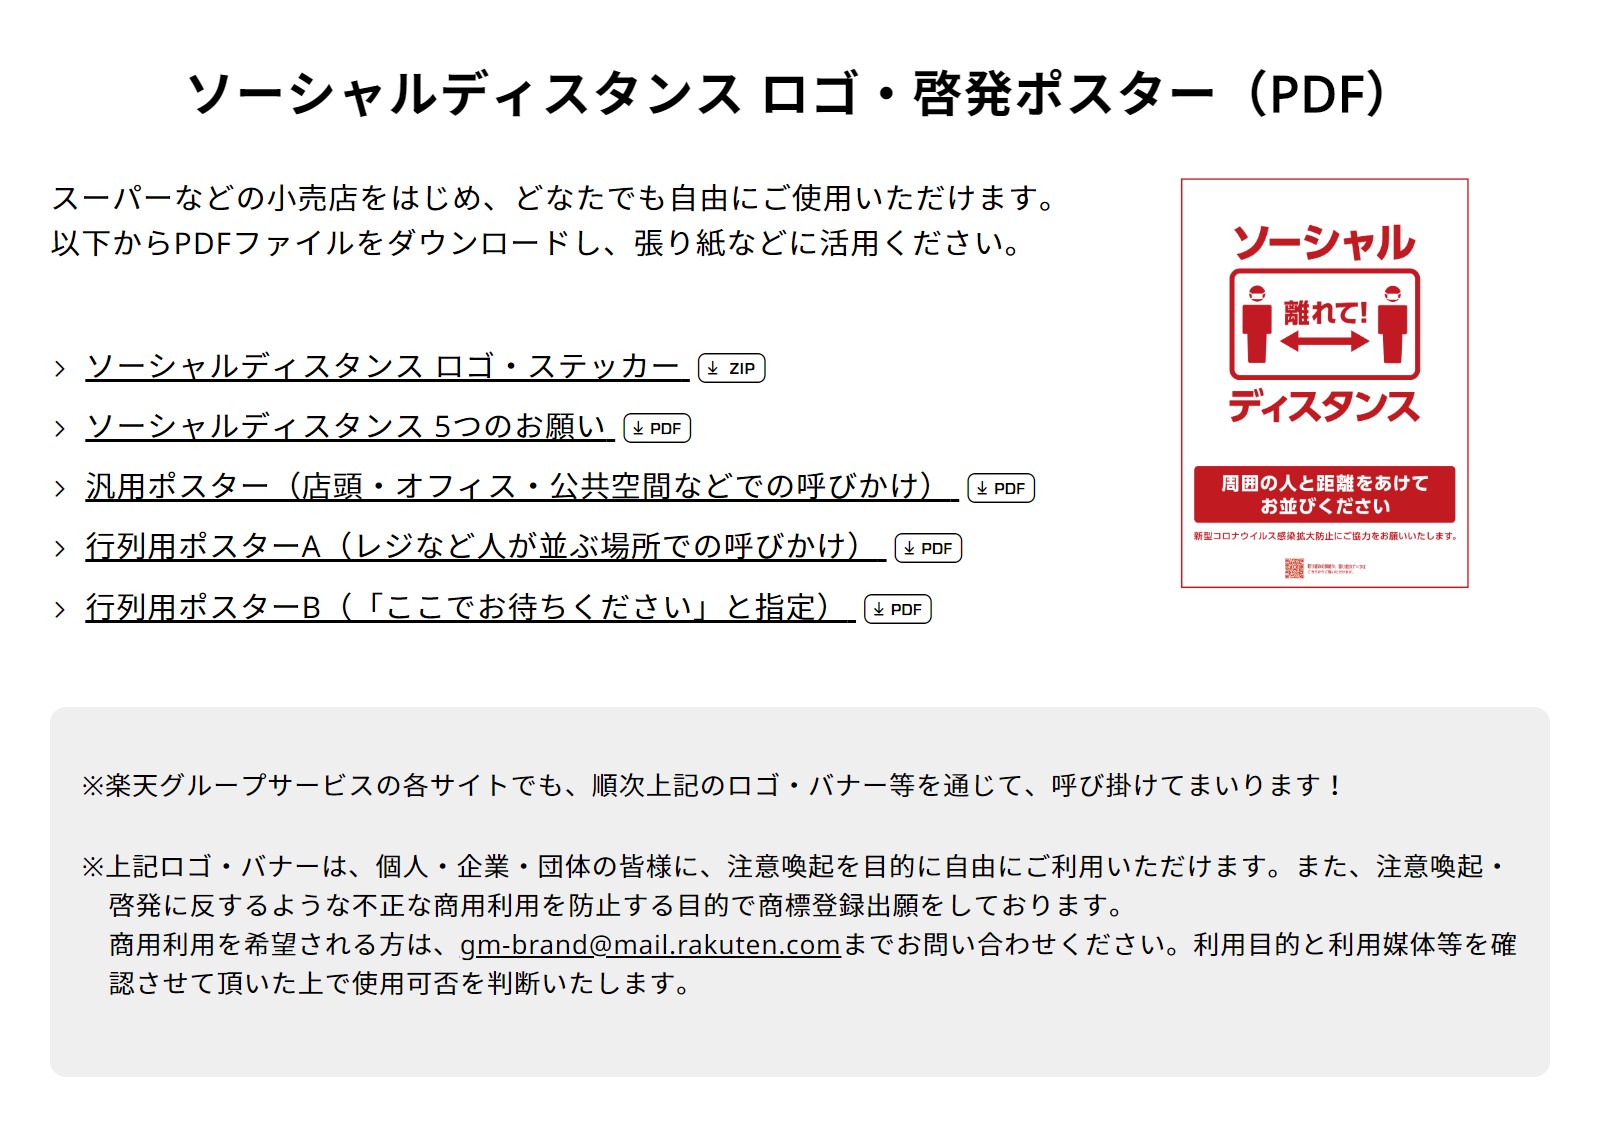 ソーシャルディスタンス ロゴ・啓発ポスター（PDF）
スーパーなどの小売店をはじめ、どなたでも自由にご使用いただけます。
以下からPDFファイルをダウンロードし、張り紙などに活用ください。
ソーシャルディスタンス ロゴ・ステッカー ZIP
ソーシャルディスタンス 5つのお願い PDF
汎用ポスター（店頭・オフィス・公共空間などでの呼びかけ） PDF
行列用ポスターA（レジなど人が並ぶ場所での呼びかけ） PDF
行列用ポスターB（「ここでお待ちください」と指定） PDF
ソーシャル
離れて!
ディスタンス
周囲の人と距離をあけて
お並びください
新型コロナウイルス感染拡大防止にご協力をお願いいたします。
※楽天グループサービスの各サイトでも、順次上記のロゴ・バナー等を通じて、呼び掛けてまいります！
※上記ロゴ・バナーは、個人・企業・団体の皆様に、注意喚起を目的に自由にご利用いただけます。また、注意喚起・
啓発に反するような不正な商用利用を防止する目的で商標登録出願をしております。
商用利用を希望される方は、gm-brand@mail.rakuten.comまでお問い合わせください。利用目的と利用媒体等を確
認させて頂いた上で使用可否を判断いたします。